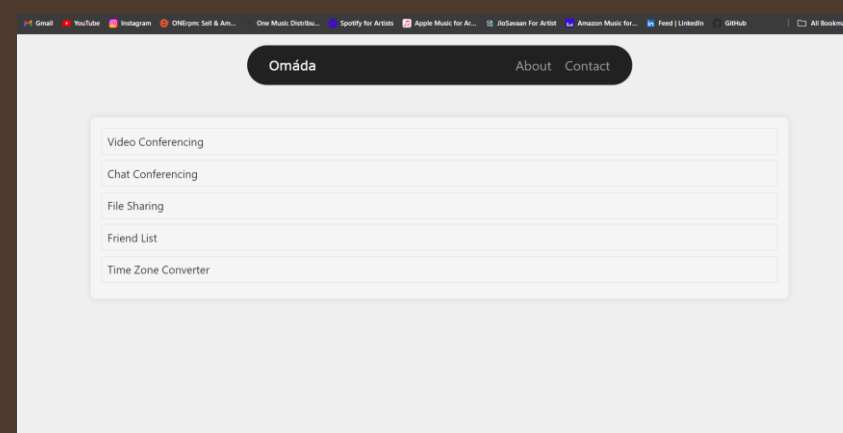 Gmail YouTube Instagram ONErpm: Sell & Am... One Music Distribu... Spotify for Artists Apple Music for Ar... JioSavaan For Artist Amazon Music for... Feed | LinkedIn GitHub All Bookma
Omáda About Contact
Video Conferencing
Chat Conferencing
File Sharing
Friend List
Time Zone Converter